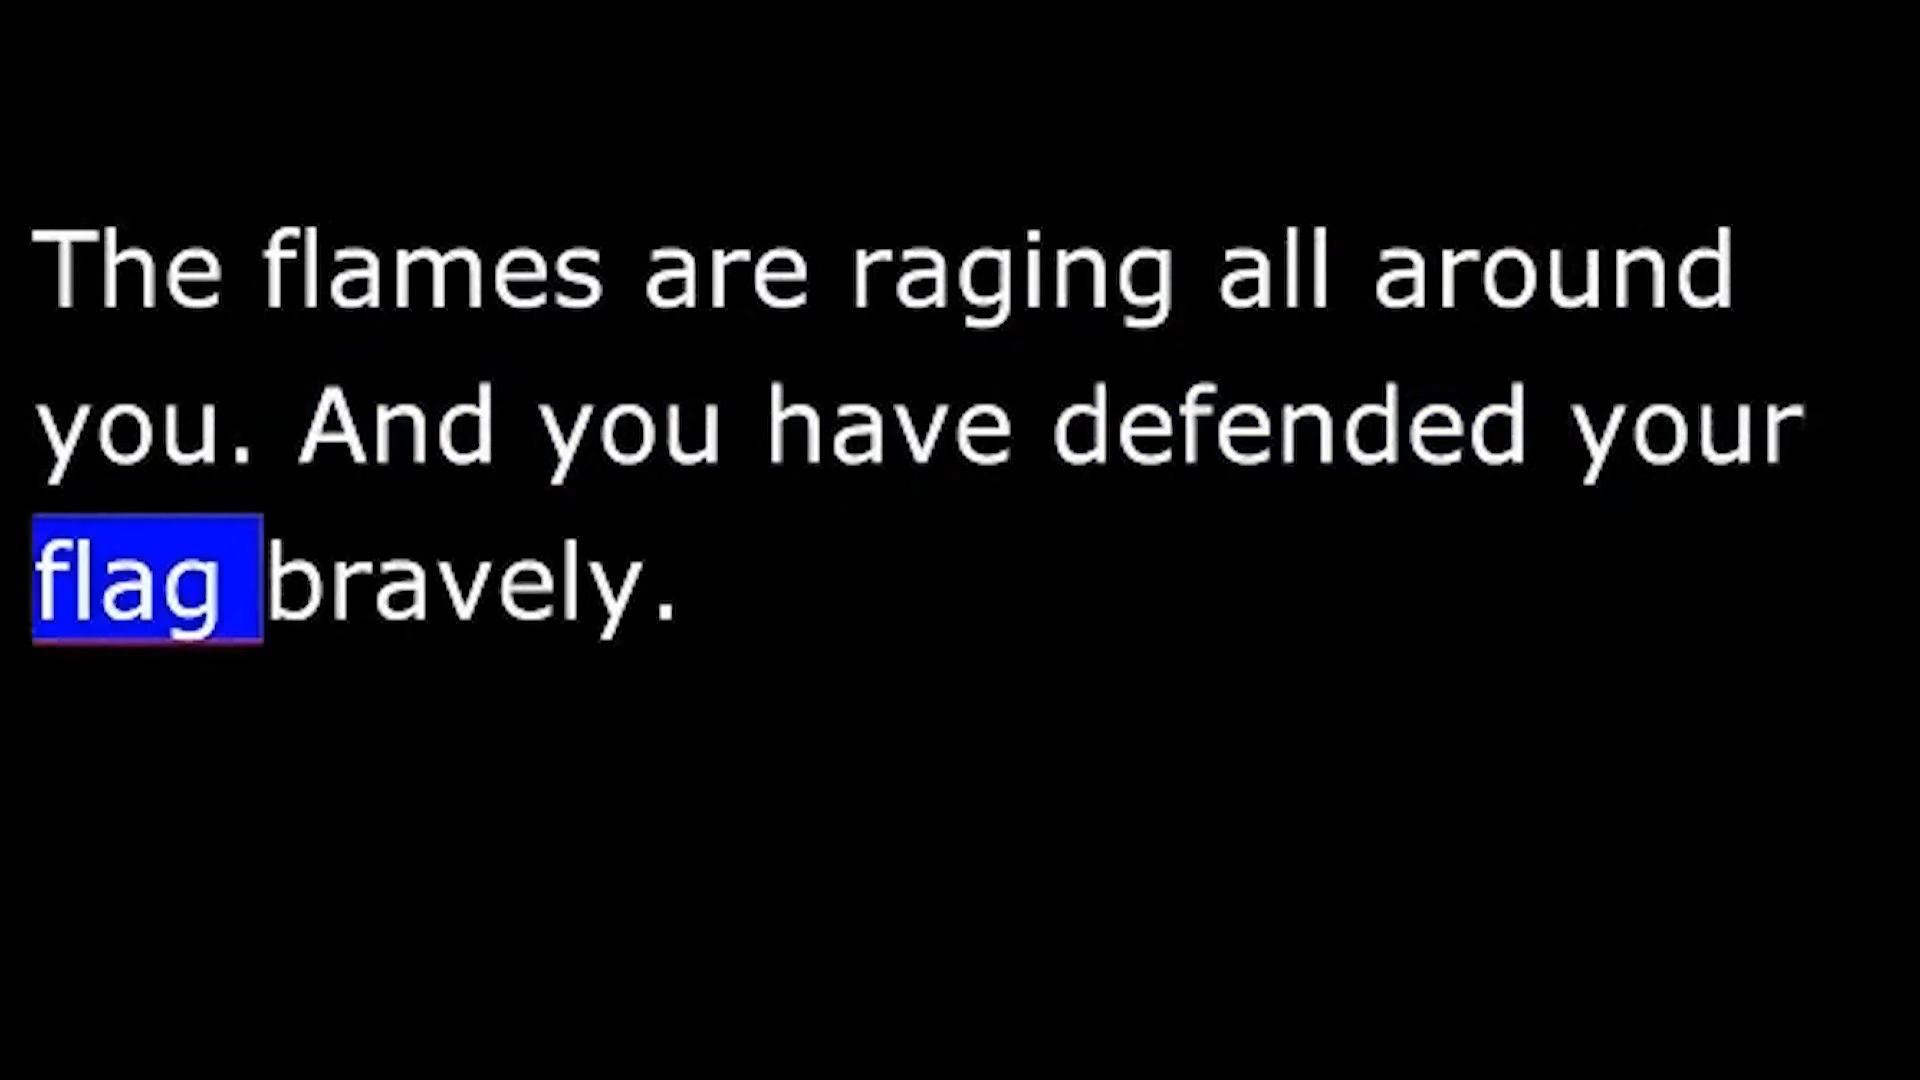 The flames are raging all around
you. And you have defended your
flag bravely.